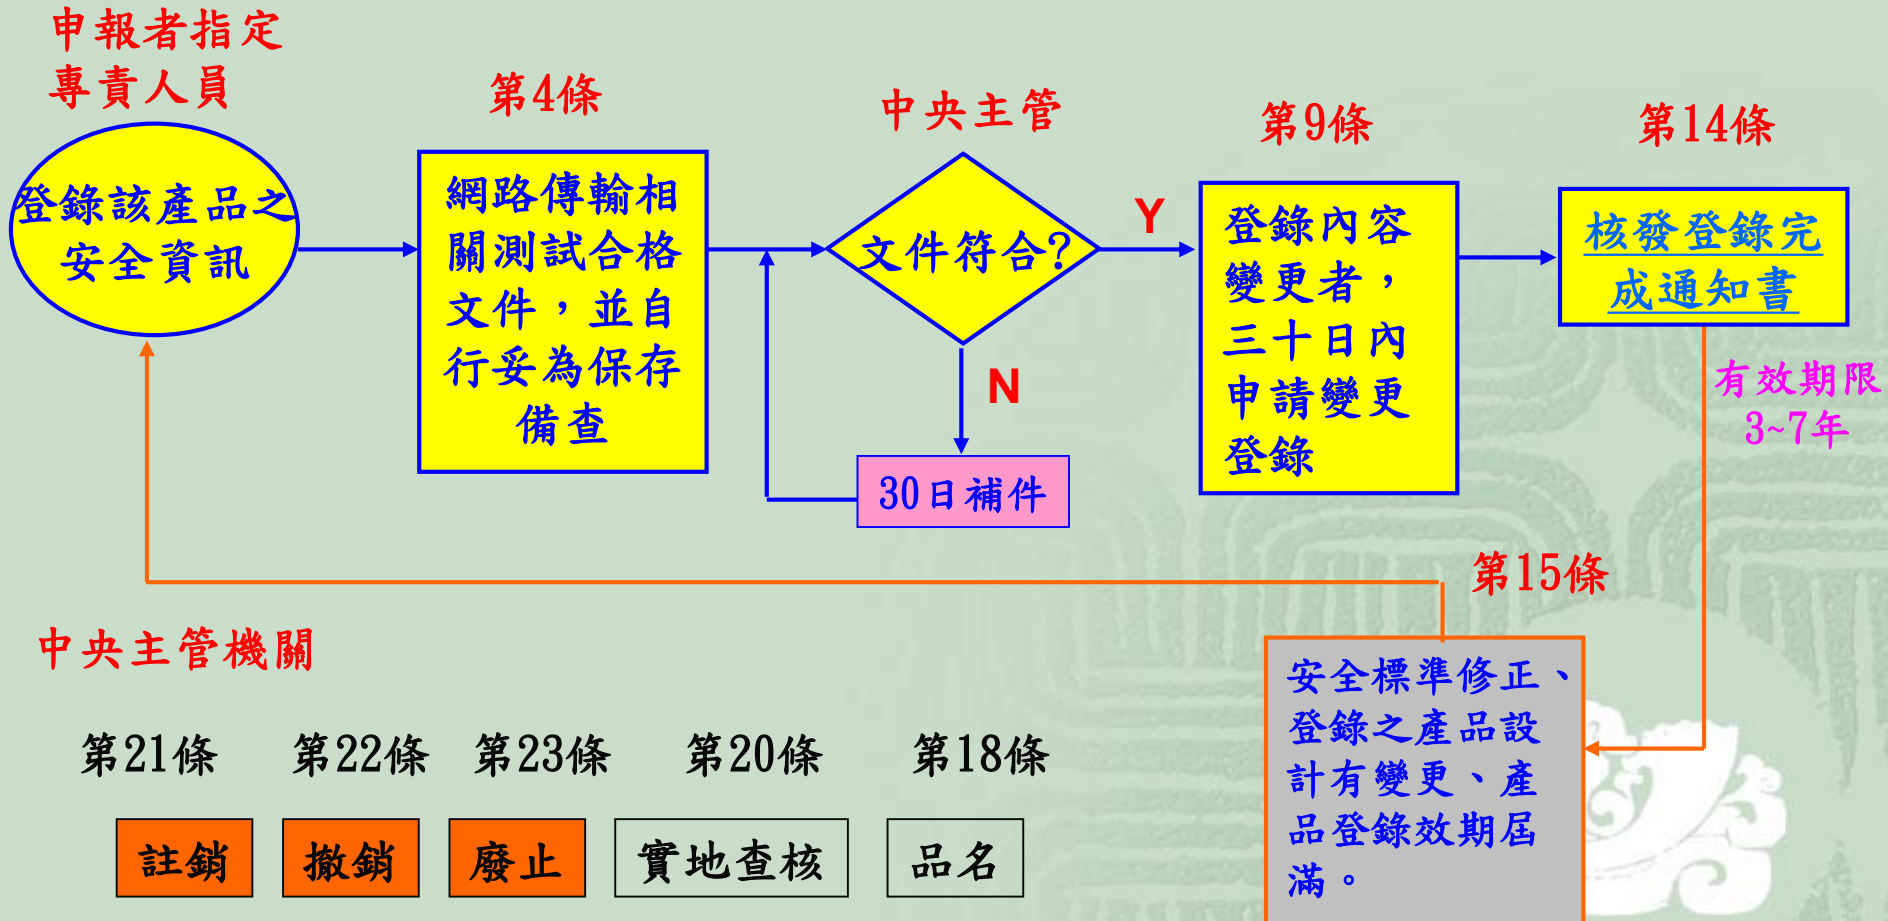 申報者指定
專責人員
登錄該產品之
安全資訊
第4條
網路傳輸相
關測試合格
文件，並自
行妥為保存
備查
中央主管
文件符合?
Y
N
30日補件
第9條
登錄內容
變更者，
三十日內
申請變更
登錄
第14條
核發登錄完
成通知書
有效期限
3~7年
第15條
安全標準修正、
登錄之產品設
計有變更、產
品登錄效期屆
滿。
中央主管機關
第21條
第22條
第23條
第20條
第18條
註銷
撤銷
廢止
實地查核
品名